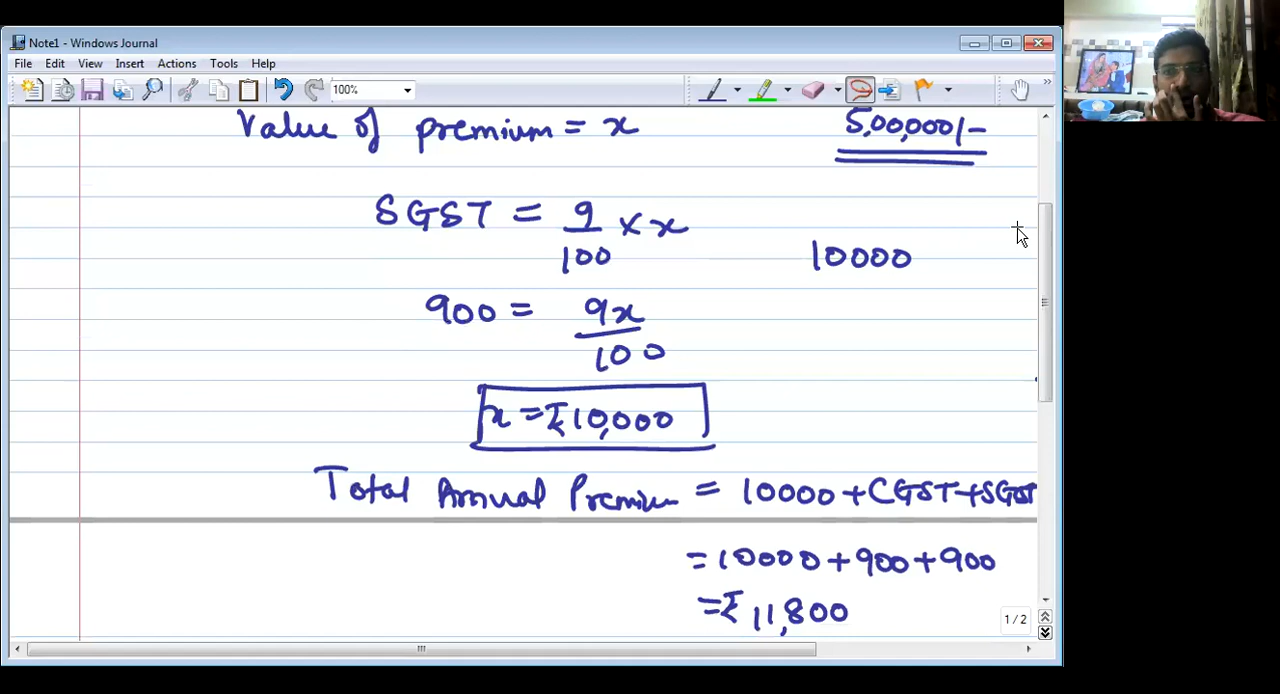 Note1 - Windows Journal
File Edit View Insert Actions Tools Help
100%
Value of premium = x
5,00,000/-
SGST = 9/100 × x
10000
900 = 9x/100
x = ₹10,000
Total Annual Premium = 10000 + CGST + SGST
= 10000 + 900 + 900
= ₹ 11,800
1 / 2